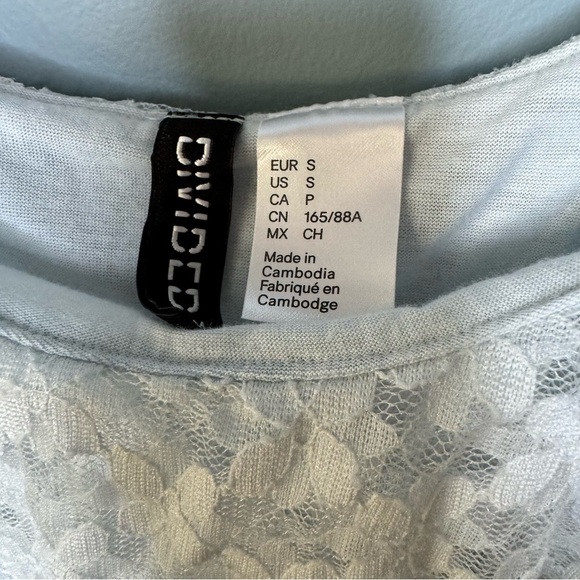 DIVIDED
EUR S
US S
CA P
CN 165/88A
MX CH
Made in
Cambodia
Fabriqué en
Cambodge